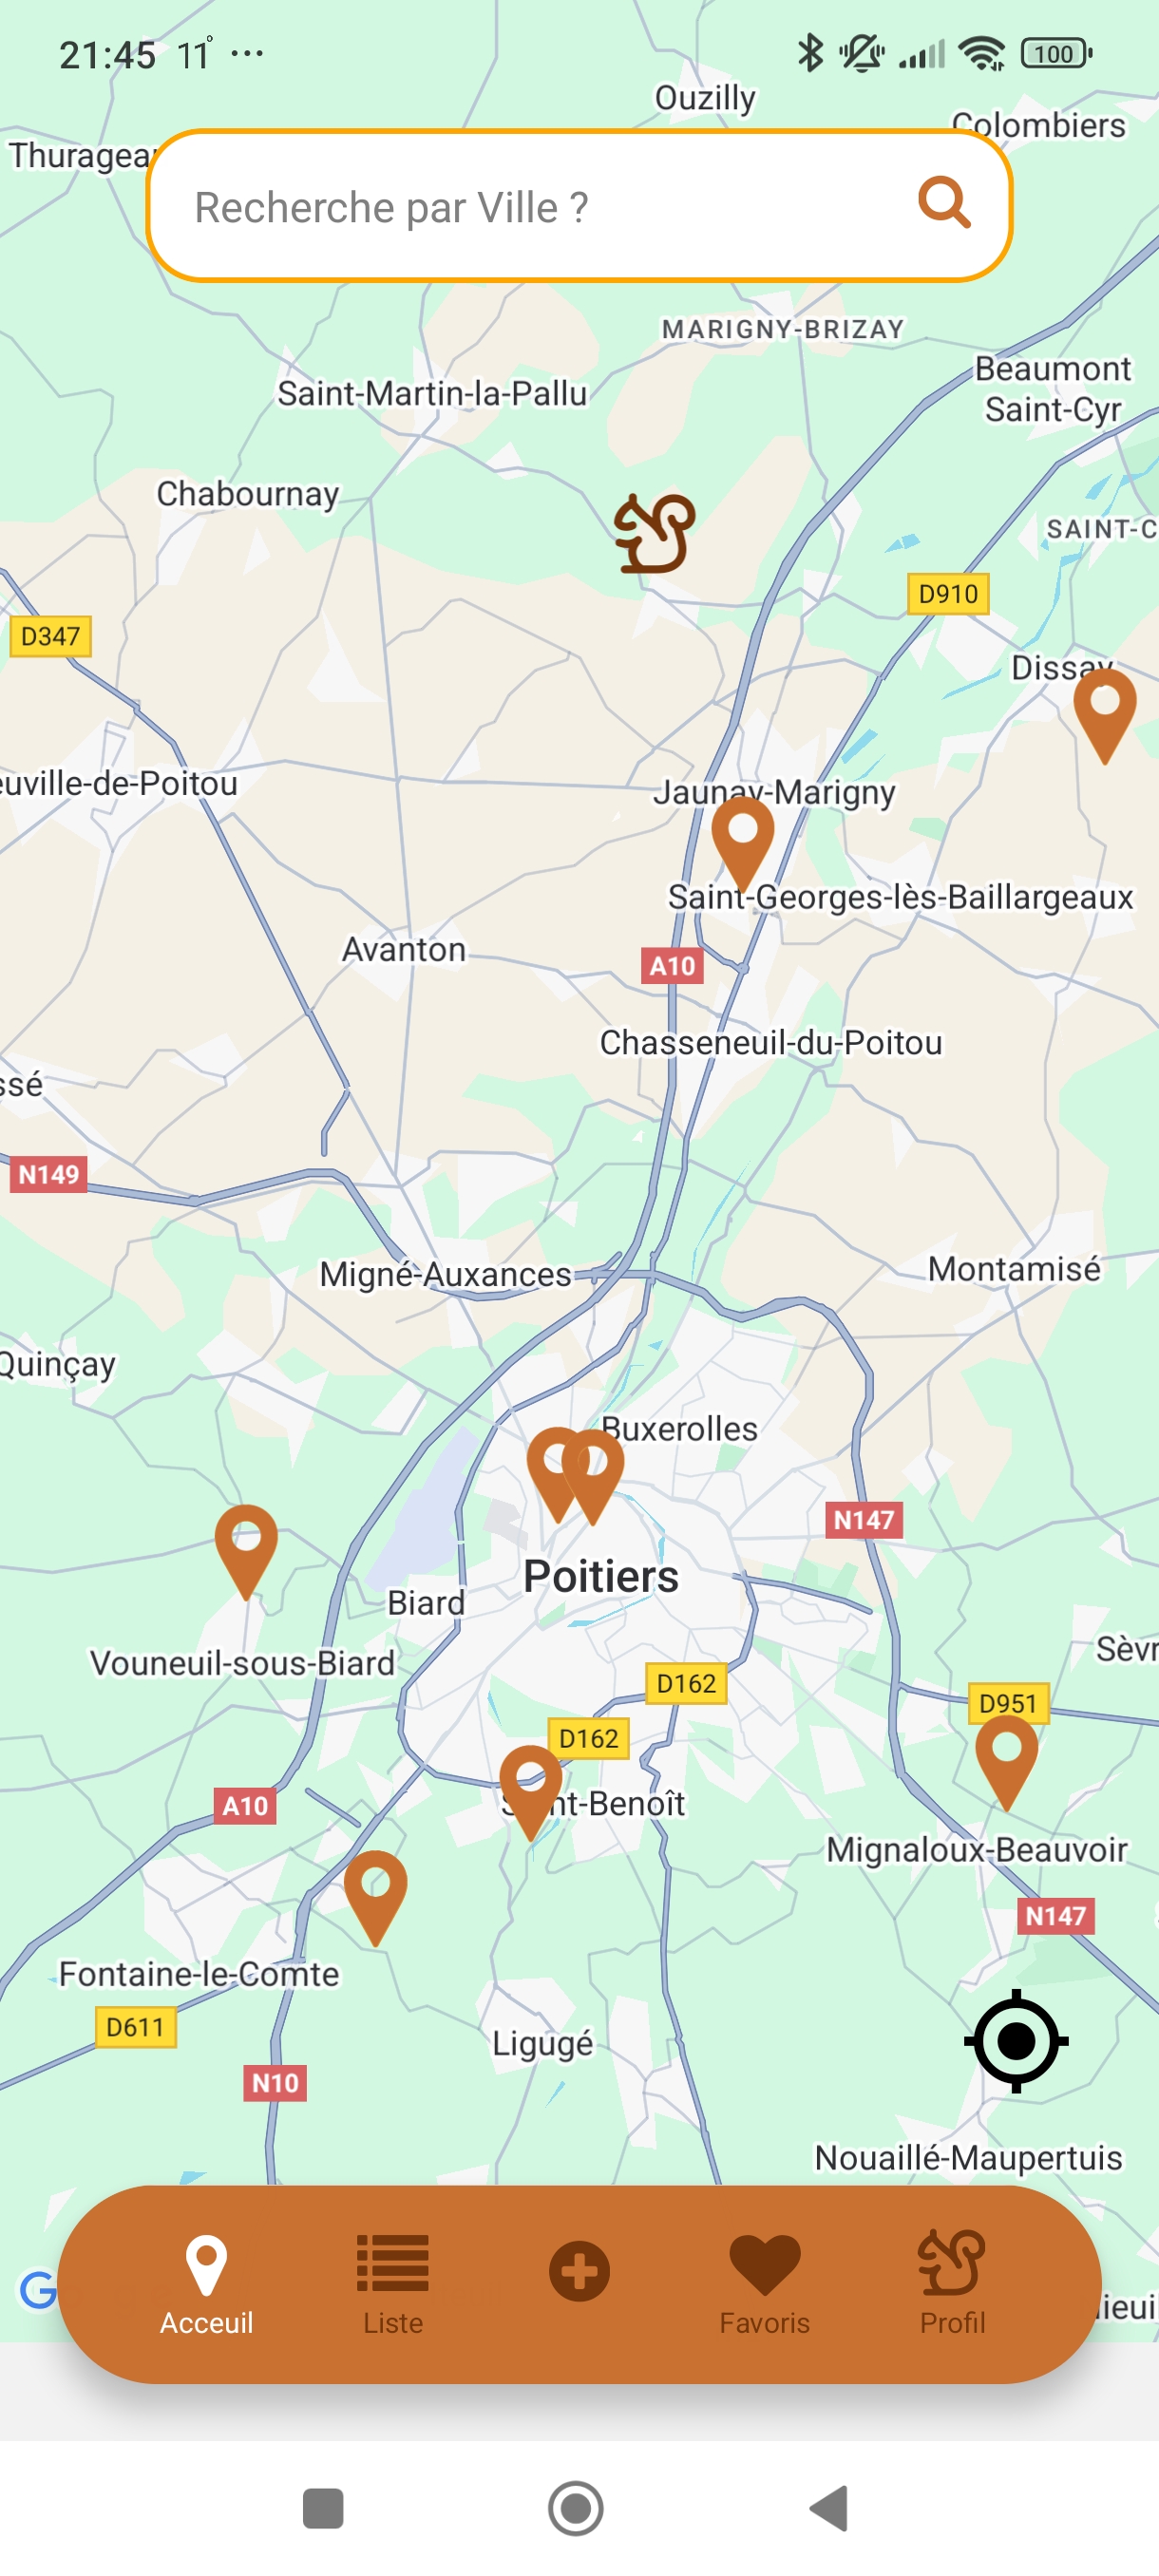 21:45 11° ...
100
Ouzilly
Colombiers
Recherche par Ville ?
MARIGNY-BRIZAY
Beaumont
Saint-Cyr
Saint-Martin-la-Pallu
Chabournay
SAINT-C
D910
D347
Dissay
euville-de-Poitou
Jaunay-Marigny
Saint-Georges-lès-Baillargeaux
Avanton
A10
Chasseneuil-du-Poitou
ssé
N149
Migné-Auxances
Montamisé
Quinçay
Buxerolles
N147
Poitiers
Biard
Vouneuil-sous-Biard
Sèvr
D162
D951
D162
Saint-Benoît
A10
Mignaloux-Beauvoir
N147
Fontaine-le-Comte
D611
Ligugé
N10
Nouaillé-Maupertuis
G
Acceuil
Liste
Favoris
Profil
ieuil